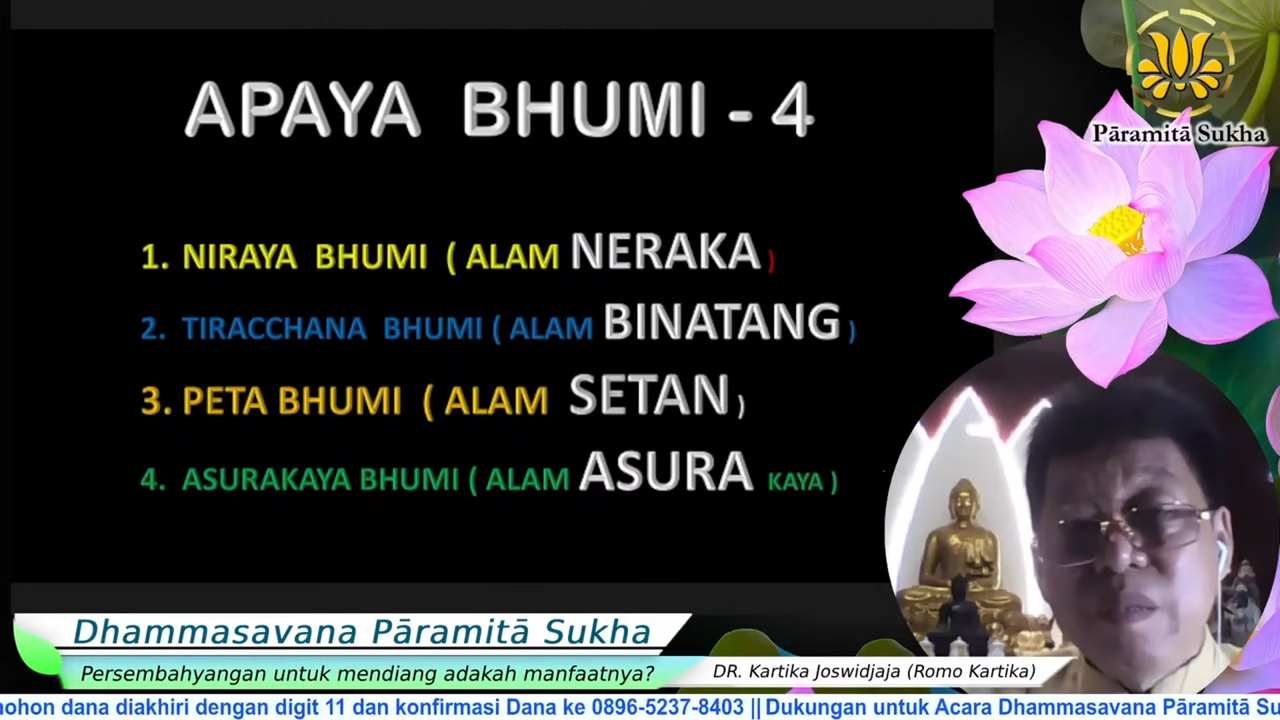 APAYA BHUMI - 4
Pāramitā Sukha
1. NIRAYA BHUMI ( ALAM NERAKA )
2. TIRACCHANA BHUMI ( ALAM BINATANG )
3. PETA BHUMI ( ALAM SETAN )
4. ASURAKAYA BHUMI ( ALAM ASURA KAYA )
Dhammasavana Pāramitā Sukha
Persembahyangan untuk mendiang adakah manfaatnya?
DR. Kartika Joswidjaja (Romo Kartika)
nohon dana diakhiri dengan digit 11 dan konfirmasi Dana ke 0896-5237-8403 || Dukungan untuk Acara Dhammasavana Pāramitā Su